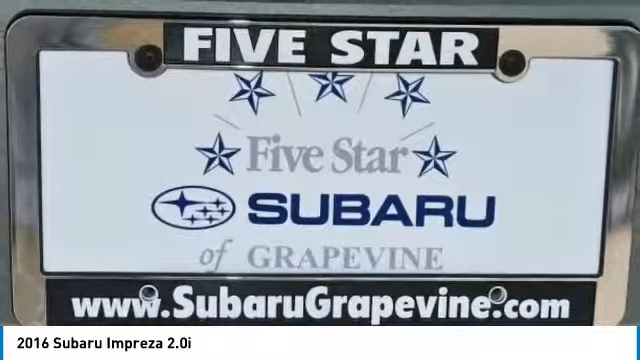 FIVE STAR
Five Star
SUBARU
of GRAPEVINE
www.SubaruGrapevine.com
2016 Subaru Impreza 2.0i